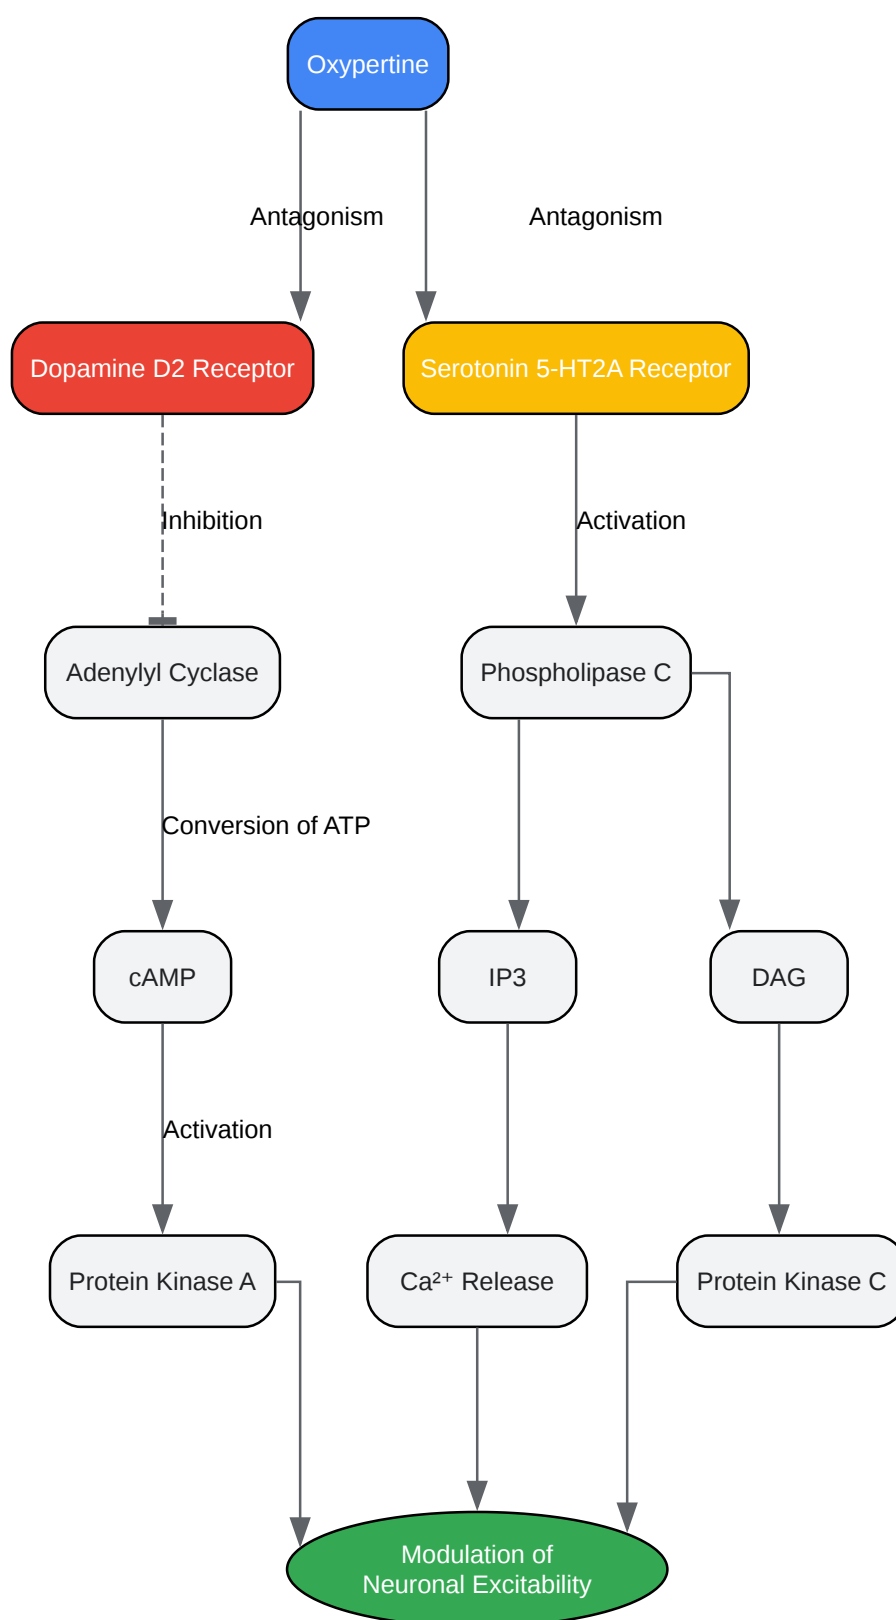 Oxypertine
Antagonism
Antagonism
Dopamine D2 Receptor
Serotonin 5-HT2A Receptor
Inhibition
Activation
Adenylyl Cyclase
Phospholipase C
Conversion of ATP
cAMP
IP3
DAG
Activation
Protein Kinase A
Ca²⁺ Release
Protein Kinase C
Modulation of
Neuronal Excitability